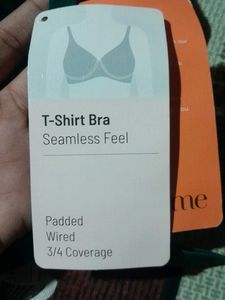 T-Shirt Bra
Seamless Feel
Padded
Wired
3/4 Coverage
me